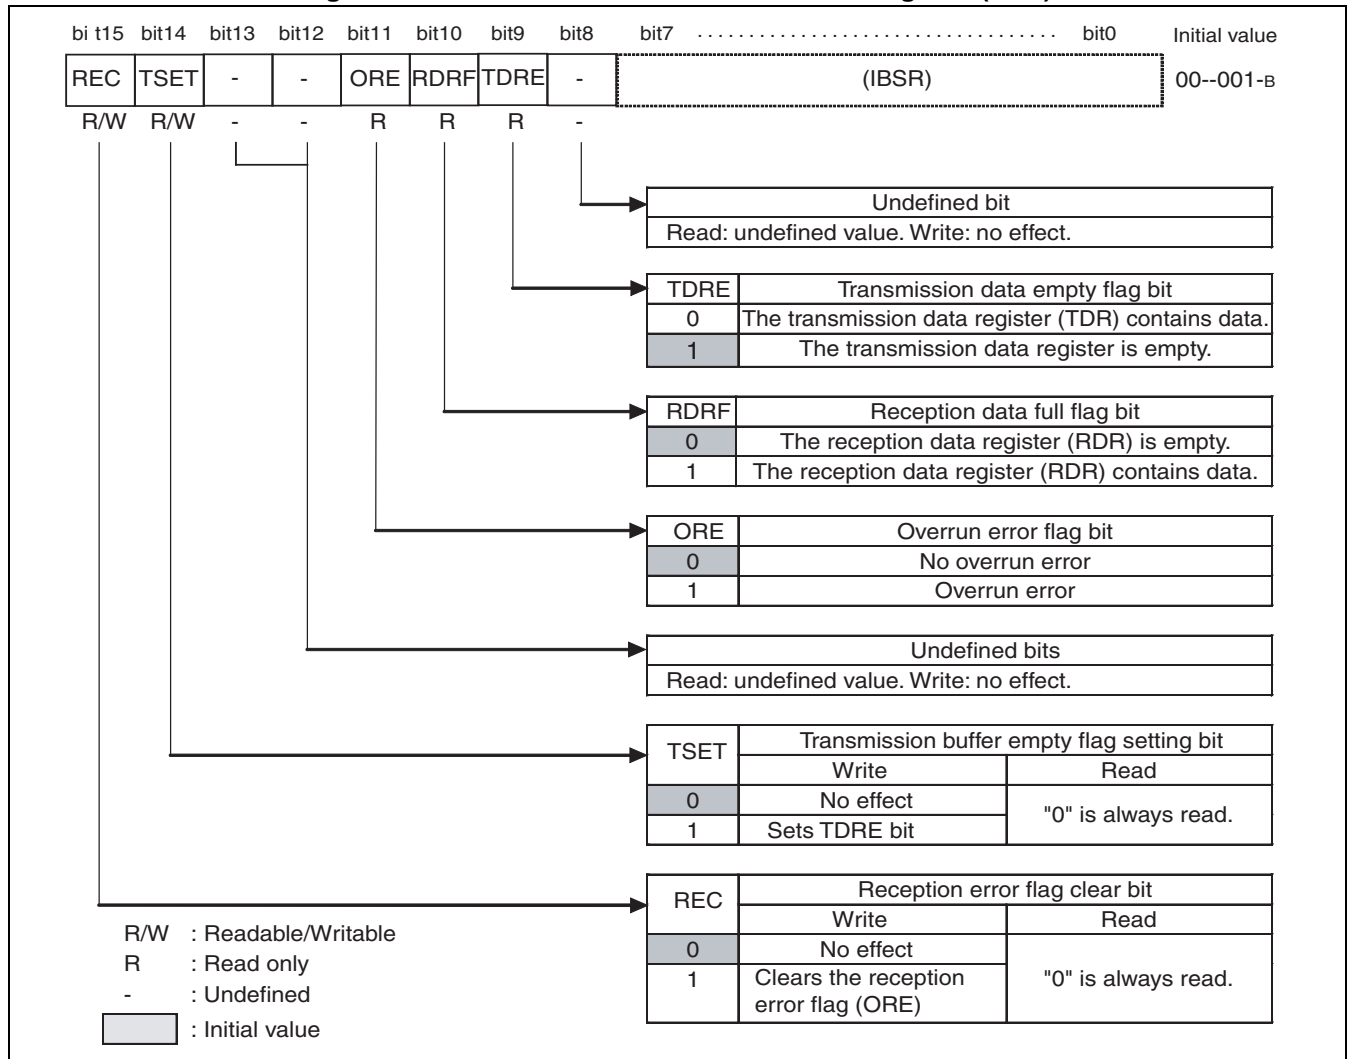 bi t15 bit14 bit13 bit12 bit11 bit10 bit9 bit8 bit7 .................................. bit0 Initial value
REC TSET - - ORE RDRF TDRE - (IBSR) 00--001-B
R/W R/W - - R R R -
Undefined bit
Read: undefined value. Write: no effect.
TDRE Transmission data empty flag bit
0 The transmission data register (TDR) contains data.
1 The transmission data register is empty.
RDRF Reception data full flag bit
0 The reception data register (RDR) is empty.
1 The reception data register (RDR) contains data.
ORE Overrun error flag bit
0 No overrun error
1 Overrun error
Undefined bits
Read: undefined value. Write: no effect.
TSET Transmission buffer empty flag setting bit
Write Read
0 No effect "0" is always read.
1 Sets TDRE bit
REC Reception error flag clear bit
Write Read
0 No effect
1 Clears the reception "0" is always read.
error flag (ORE)
R/W : Readable/Writable
R : Read only
- : Undefined
: Initial value